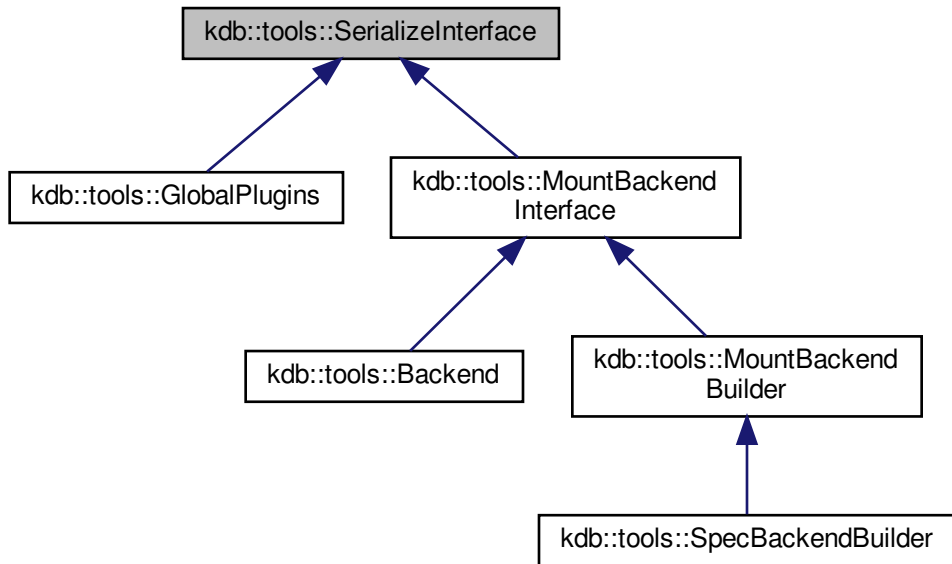 kdb::tools::SerializeInterface
kdb::tools::GlobalPlugins
kdb::tools::MountBackend
Interface
kdb::tools::Backend
kdb::tools::MountBackend
Builder
kdb::tools::SpecBackendBuilder